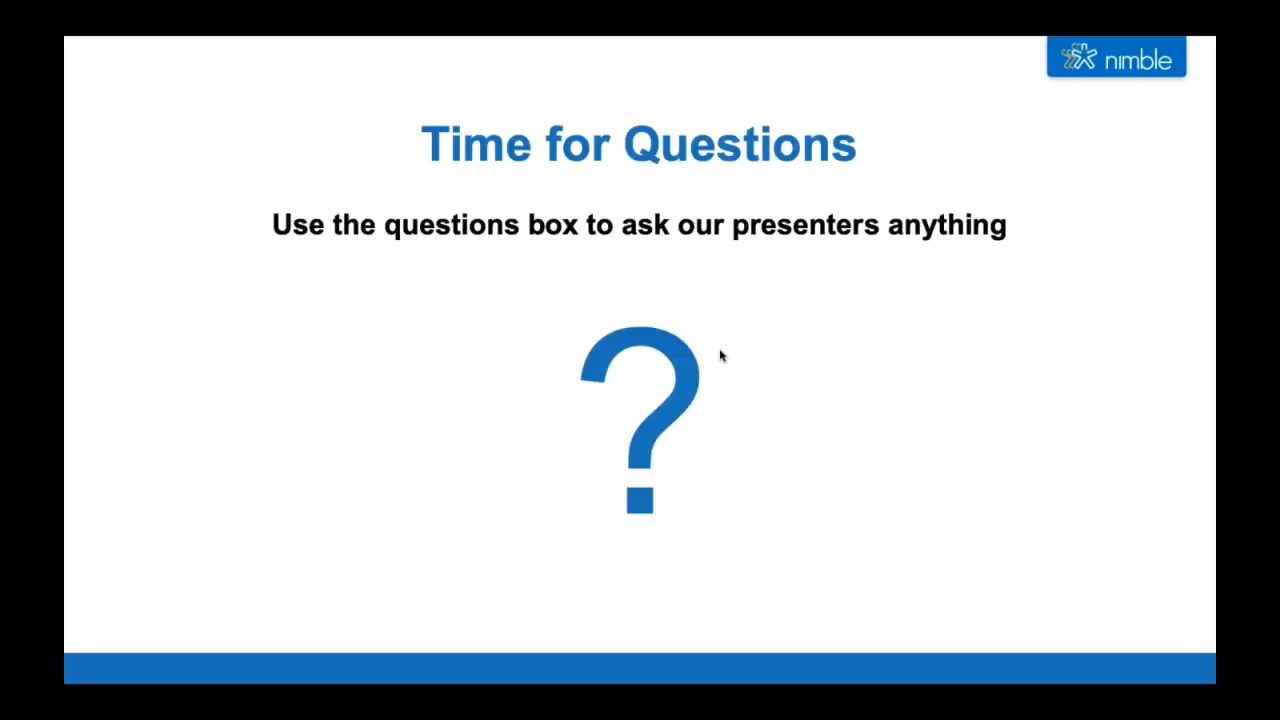 nimble
Time for Questions
Use the questions box to ask our presenters anything
?